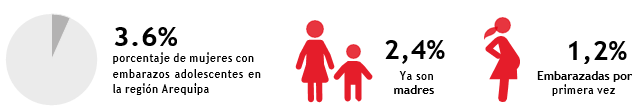 3.6%
porcentaje de mujeres con
embarazos adolescentes en
la región Arequipa
2,4%
Ya son
madres
1,2%
Embarazadas por
primera vez